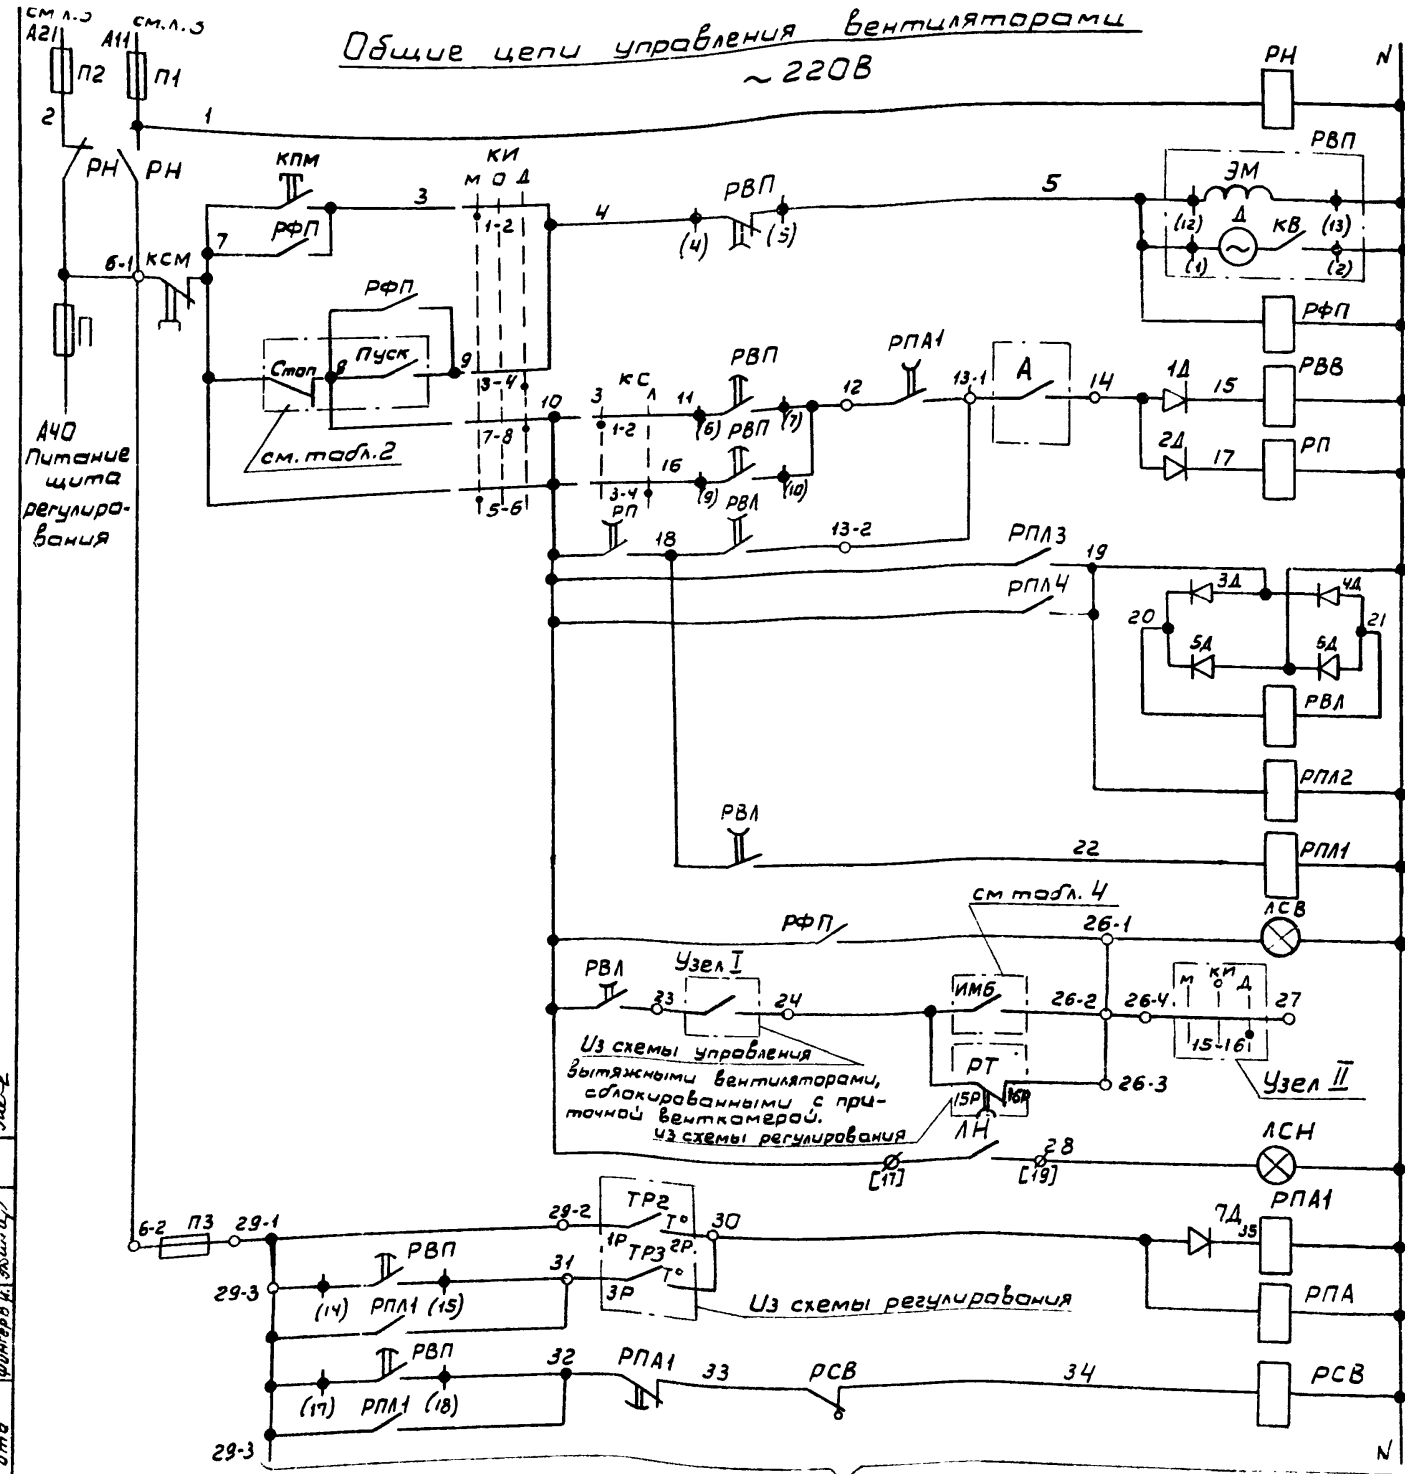 см.л.3
см.л.3
А21
А11
Общие цепи управления вентиляторами
~220В
П2
П1
РН
N
2
1
РН
РН
КПМ
КИ
М О Д
3
1-2
РФП
7
4
РВП
(4)
(5)
5
РВП
ЭМ
(12)
Д
КВ
(13)
(1)
(2)
6-1
КСМ
П
РФП
РФП
Стоп
8
Пуск
9
3-4
см. табл. 2
7-8
5-6
А40
Питание
щита
регулиро-
вания
10
КС
З
Л
1-2
11
(6)
РВП
(7)
12
РПА1
13-1
А
14
1Д
15
РВВ
16
3-4
(9)
РВП
(10)
2Д
17
РП
РП
18
РВЛ
13-2
РПЛ3
19
РПЛ4
3Д
4Д
20
21
5Д
6Д
РВЛ
РПЛ2
РВЛ
22
РПЛ1
см табл. 4
РФП
26-1
ЛСВ
РВЛ
23
Узел I
24
ИМБ
26-2
26-4
М
КИ
О
Д
27
15-16
Узел II
Из схемы управления
вытяжными вентиляторами,
сблокированными с при-
точной венткамерой.
РТ
15Р
16Р
26-3
из схемы регулирования
ЛН
[17]
28
[19]
ЛСН
6-2
П3
29-1
29-2
ТР2
Т°
1Р
2Р
30
7Д
35
РПА1
29-3
(14)
РВП
(15)
31
ТР3
Т°
3Р
РПЛ1
Из схемы регулирования
РПА
(17)
РВП
(18)
32
РПА1
33
РСВ
34
РСВ
РПЛ1
29-3
N